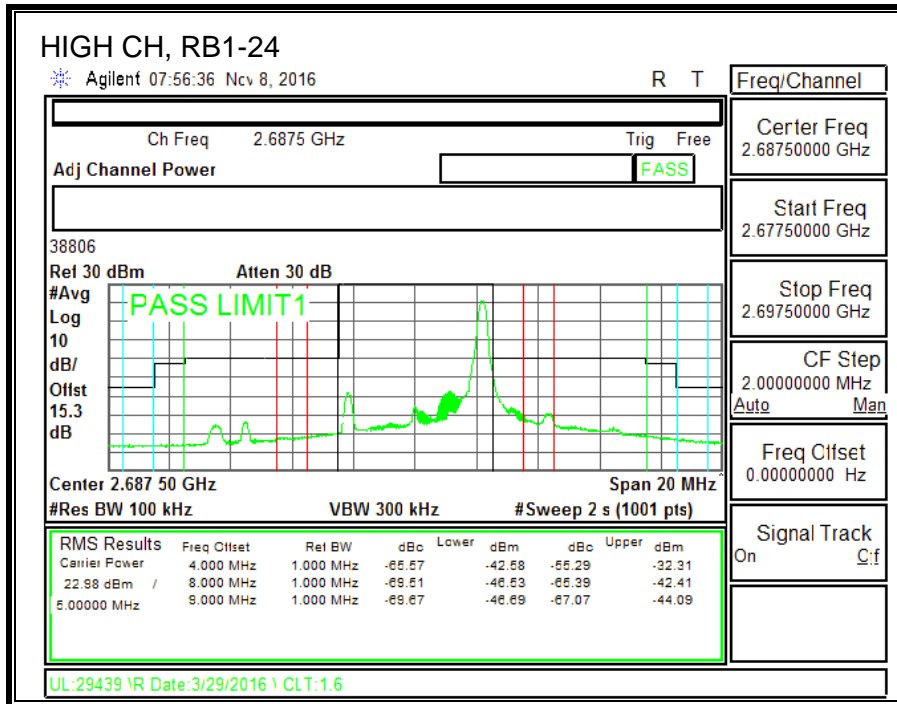 HIGH CH, RB1-24
Agilent 07:56:36 Nov 8, 2016 R T
Freq/Channel
Ch Freq 2.6875 GHz Trig Free
Adj Channel Power PASS
Center Freq
2.68750000 GHz
Start Freq
2.67750000 GHz
38806
Ref 30 dBm Atten 30 dB
#Avg
Log
10
dB/
Offst
15.3
dB
PASS LIMIT1
Stop Freq
2.69750000 GHz
CF Step
2.00000000 MHz
Auto Man
Freq Offset
0.00000000 Hz
Center 2.687 50 GHz Span 20 MHz
#Res BW 100 kHz VBW 300 kHz #Sweep 2 s (1001 pts)
Signal Track
On Off
RMS Results Freq Offset Ref BW dBc Lower dBm dBc Upper dBm
Carrier Power 4.000 MHz 1.000 MHz -65.57 -42.58 -55.29 -32.31
22.98 dBm / 8.000 MHz 1.000 MHz -69.51 -46.53 -65.39 -42.41
5.00000 MHz 9.000 MHz 1.000 MHz -69.67 -46.69 -67.07 -44.09
UL:29439 \R Date:3/29/2016 \ CLT:1.6